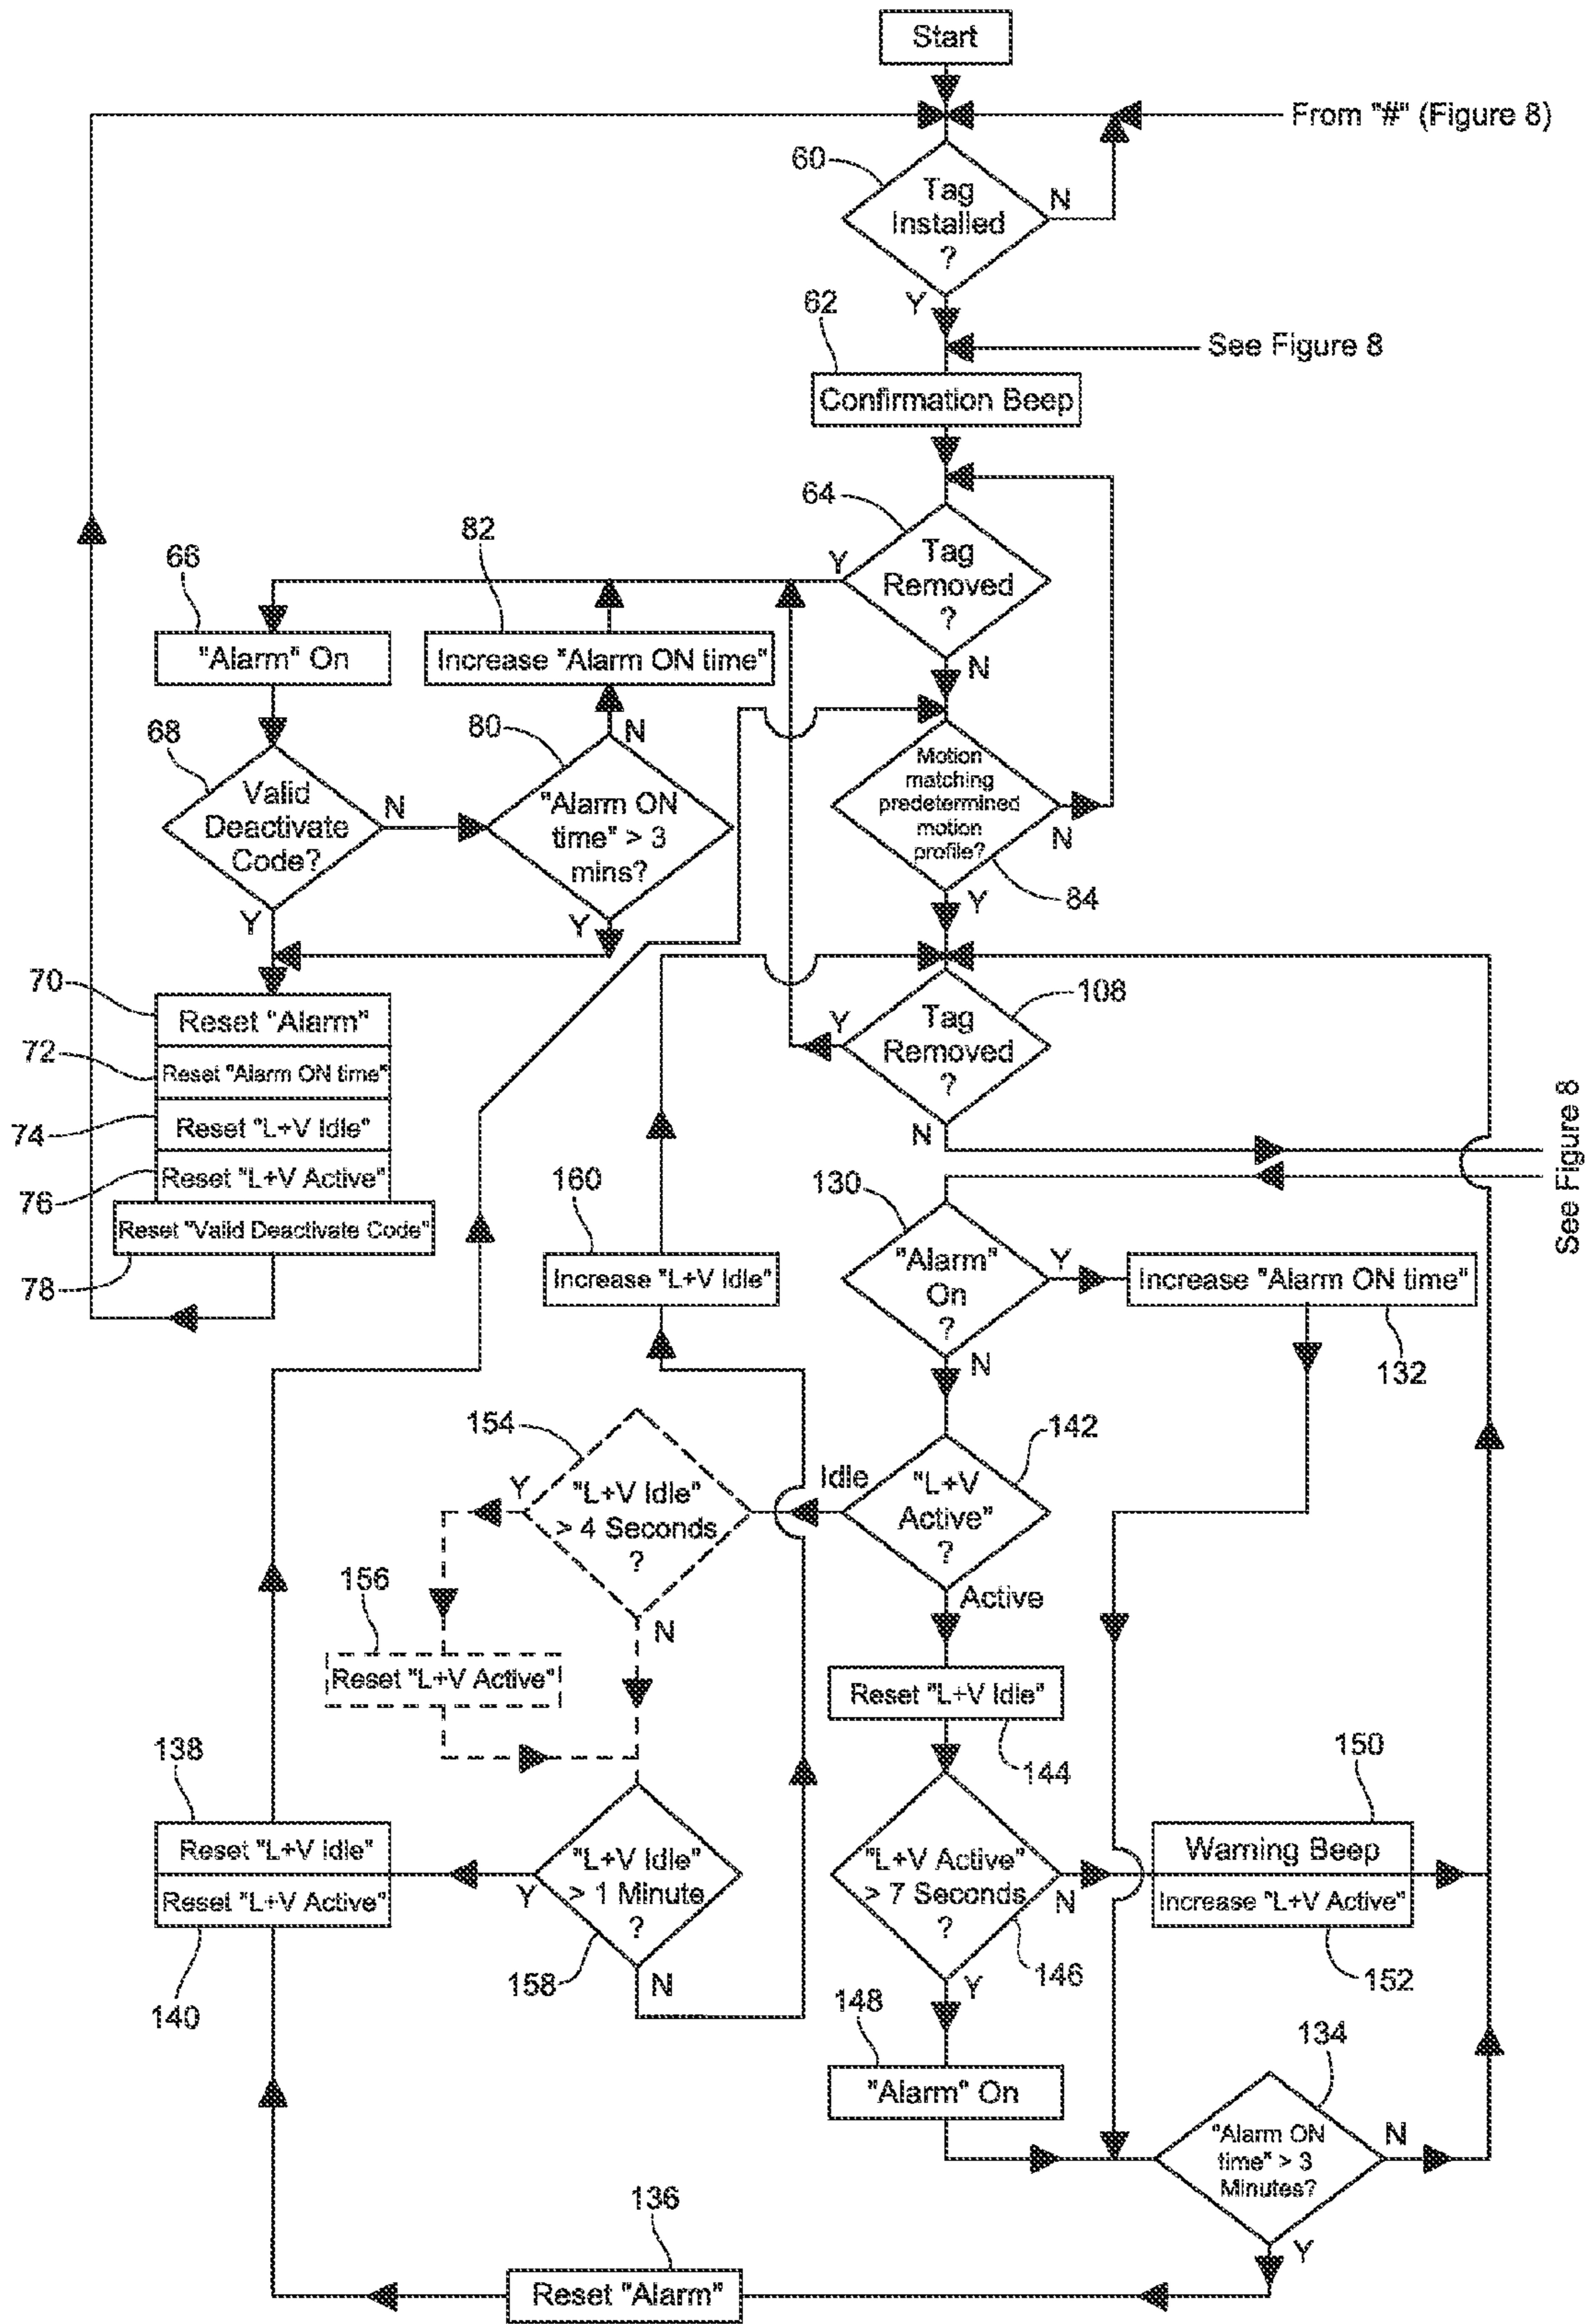 Start
From "#" (Figure 8)
60
Tag
Installed
?
N
Y
62
See Figure 8
Confirmation Beep
64
Tag
Removed
?
Y
N
66
82
"Alarm" On
Increase "Alarm ON time"
68
Valid
Deactivate
Code?
N
Y
80
"Alarm ON
time" > 3
mins?
N
Y
Motion
matching
predetermined
motion
profile?
N
Y
84
70
Reset "Alarm"
72
Reset "Alarm ON time"
74
Reset "L+V Idle"
76
Reset "L+V Active"
Reset "Valid Deactivate Code"
78
108
Tag
Removed
?
Y
N
See Figure 8
160
Increase "L+V Idle"
130
"Alarm"
On
?
Y
N
Increase "Alarm ON time"
132
154
"L+V Idle"
> 4 Seconds
?
Y
N
142
"L+V
Active"
?
Idle
Active
156
Reset "L+V Active"
Reset "L+V Idle"
144
138
Reset "L+V Idle"
Reset "L+V Active"
140
"L+V Idle"
> 1 Minute
?
Y
N
158
"L+V Active"
> 7 Seconds
?
N
Y
146
150
Warning Beep
Increase "L+V Active"
152
148
"Alarm" On
134
"Alarm ON
time" > 3
Minutes?
N
Y
136
Reset "Alarm"